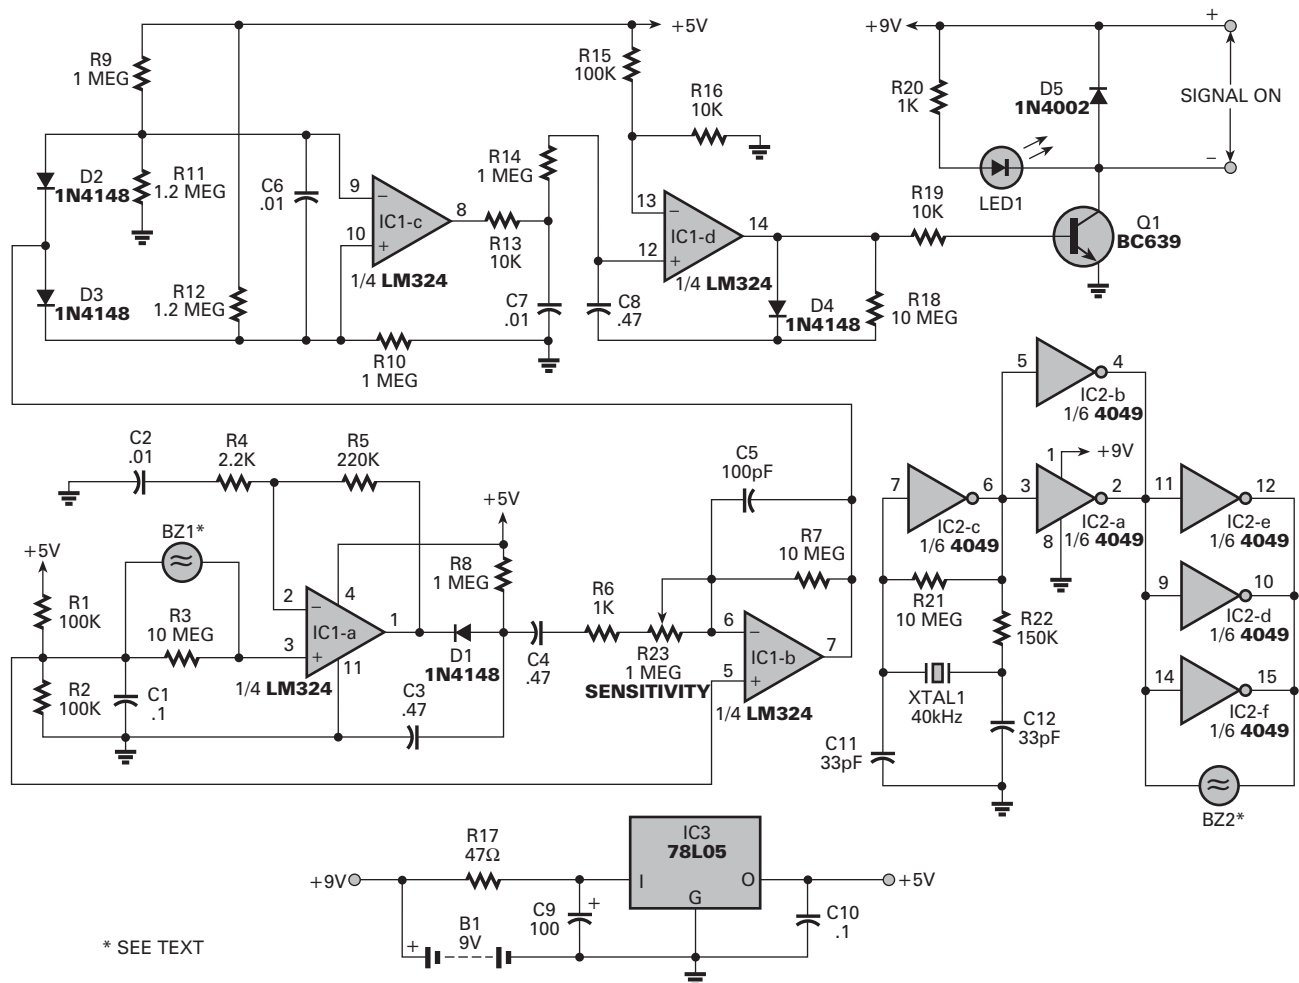 +5V
R9
1 MEG
R15
100K
R16
10K
+9V
+
R20
1K
D5
1N4002
SIGNAL ON
D2
1N4148
R11
1.2 MEG
C6
.01
9
−
IC1-c
8
10
+
1/4 LM324
R14
1 MEG
R13
10K
13
−
IC1-d
14
12
+
1/4 LM324
R19
10K
LED1
−
Q1
BC639
D3
1N4148
R12
1.2 MEG
C7
.01
C8
.47
D4
1N4148
R18
10 MEG
R10
1 MEG
5
4
IC2-b
1/6 4049
C2
.01
R4
2.2K
R5
220K
C5
100pF
1
+9V
7
6
3
2
11
12
IC2-c
1/6 4049
IC2-a
1/6 4049
8
IC2-e
1/6 4049
+5V
BZ1*
+5V
R8
1 MEG
R7
10 MEG
R1
100K
R3
10 MEG
2
−
4
IC1-a
1
3
+
11
1/4 LM324
D1
1N4148
R6
1K
C4
.47
R23
1 MEG
SENSITIVITY
6
−
IC1-b
7
5
+
1/4 LM324
R21
10 MEG
R22
150K
9
10
IC2-d
1/6 4049
R2
100K
C1
.1
C3
.47
XTAL1
40kHz
C11
33pF
C12
33pF
14
15
IC2-f
1/6 4049
BZ2*
+9V
R17
47Ω
IC3
78L05
I
O
G
+5V
C9
100
+
C10
.1
B1
9V
+
* SEE TEXT